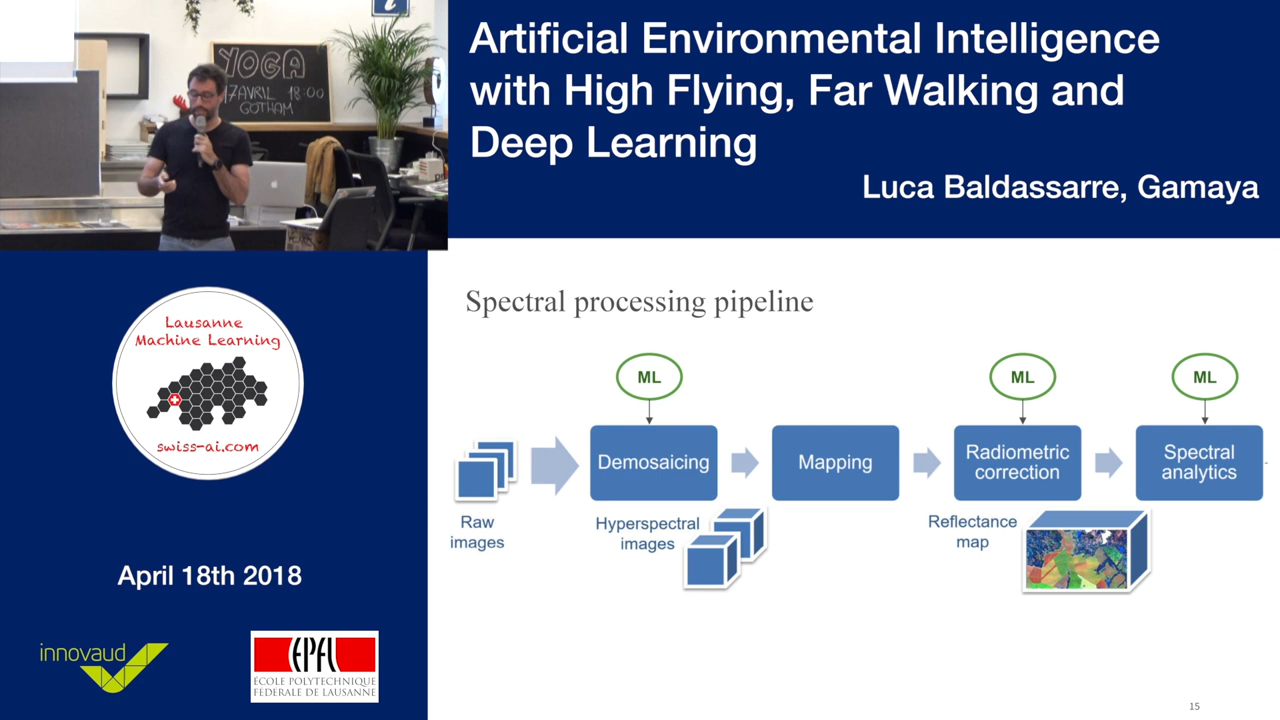 YOGA
17 AVRIL 18:00
GOTHAM
Artificial Environmental Intelligence
with High Flying, Far Walking and
Deep Learning
Luca Baldassarre, Gamaya
Lausanne
Machine Learning
swiss-ai.com
April 18th 2018
innovaud
EPFL
ÉCOLE POLYTECHNIQUE
FEDERALE DE LAUSANNE
Spectral processing pipeline
ML
ML
ML
Demosaicing
Mapping
Radiometric
correction
Spectral
analytics
Raw
images
Hyperspectral
images
Reflectance
map
15